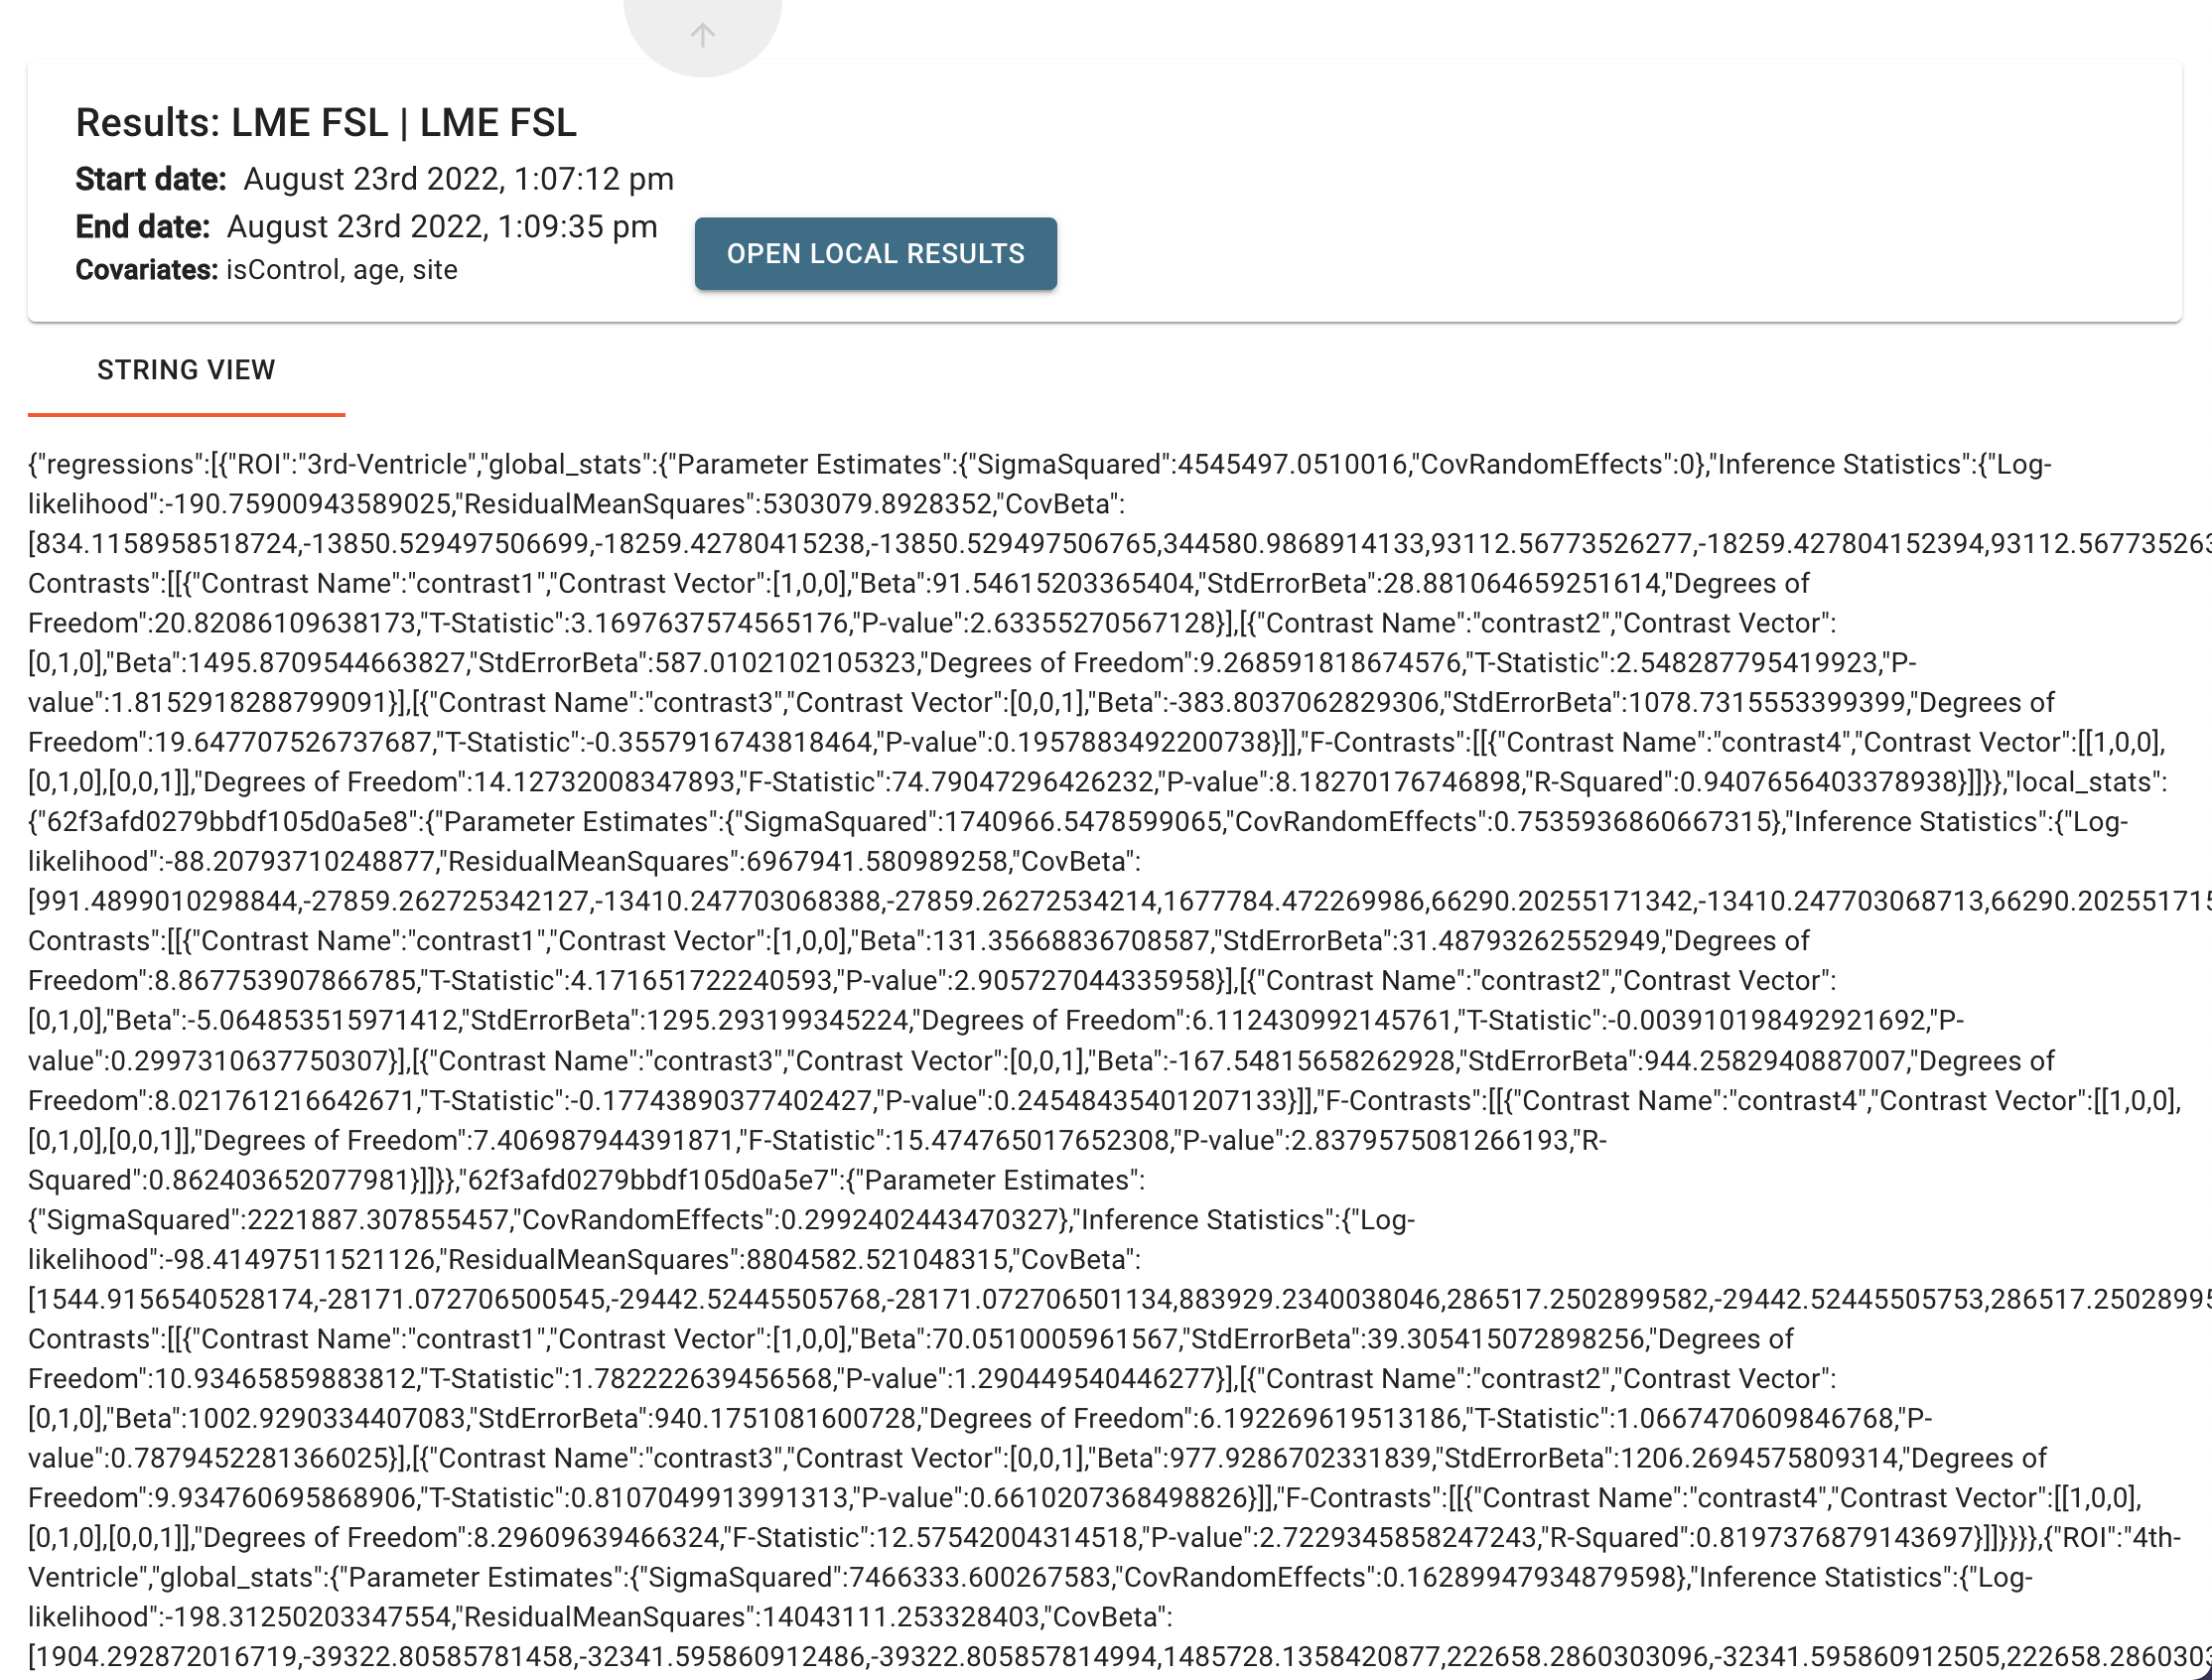 Results: LME FSL | LME FSL
Start date: August 23rd 2022, 1:07:12 pm
End date: August 23rd 2022, 1:09:35 pm
OPEN LOCAL RESULTS
Covariates: isControl, age, site
STRING VIEW
{"regressions":[{"ROI":"3rd-Ventricle","global_stats":{"Parameter Estimates":{"SigmaSquared":4545497.0510016,"CovRandomEffects":0},"Inference Statistics":{"Log-
likelihood":-190.75900943589025,"ResidualMeanSquares":5303079.8928352,"CovBeta":
[834.1158958518724,-13850.529497506699,-18259.42780415238,-13850.529497506765,344580.9868914133,93112.56773526277,-18259.427804152394,93112.567735263
Contrasts":[[{"Contrast Name":"contrast1","Contrast Vector":[1,0,0],"Beta":91.54615203365404,"StdErrorBeta":28.881064659251614,"Degrees of
Freedom":20.82086109638173,"T-Statistic":3.1697637574565176,"P-value":2.63355270567128}],[{"Contrast Name":"contrast2","Contrast Vector":
[0,1,0],"Beta":1495.8709544663827,"StdErrorBeta":587.0102102105323,"Degrees of Freedom":9.268591818674576,"T-Statistic":2.548287795419923,"P-
value":1.8152918288799091}],[{"Contrast Name":"contrast3","Contrast Vector":[0,0,1],"Beta":-383.8037062829306,"StdErrorBeta":1078.7315553399399,"Degrees of
Freedom":19.647707526737687,"T-Statistic":-0.3557916743818464,"P-value":0.1957883492200738}]],"F-Contrasts":[[{"Contrast Name":"contrast4","Contrast Vector":[[1,0,0],
[0,1,0],[0,0,1]],"Degrees of Freedom":14.12732008347893,"F-Statistic":74.79047296426232,"P-value":8.18270176746898,"R-Squared":0.9407656403378938}]]}},"local_stats":
{"62f3afd0279bbdf105d0a5e8":{"Parameter Estimates":{"SigmaSquared":1740966.5478599065,"CovRandomEffects":0.7535936860667315},"Inference Statistics":{"Log-
likelihood":-88.20793710248877,"ResidualMeanSquares":6967941.580989258,"CovBeta":
[991.4899010298844,-27859.262725342127,-13410.247703068388,-27859.26272534214,1677784.472269986,66290.20255171342,-13410.247703068713,66290.202551715
Contrasts":[[{"Contrast Name":"contrast1","Contrast Vector":[1,0,0],"Beta":131.35668836708587,"StdErrorBeta":31.48793262552949,"Degrees of
Freedom":8.867753907866785,"T-Statistic":4.171651722240593,"P-value":2.905727044335958}],[{"Contrast Name":"contrast2","Contrast Vector":
[0,1,0],"Beta":-5.064853515971412,"StdErrorBeta":1295.293199345224,"Degrees of Freedom":6.112430992145761,"T-Statistic":-0.003910198492921692,"P-
value":0.2997310637750307}],[{"Contrast Name":"contrast3","Contrast Vector":[0,0,1],"Beta":-167.54815658262928,"StdErrorBeta":944.2582940887007,"Degrees of
Freedom":8.021761216642671,"T-Statistic":-0.17743890377402427,"P-value":0.24548435401207133}]],"F-Contrasts":[[{"Contrast Name":"contrast4","Contrast Vector":[[1,0,0],
[0,1,0],[0,0,1]],"Degrees of Freedom":7.406987944391871,"F-Statistic":15.474765017652308,"P-value":2.8379575081266193,"R-
Squared":0.862403652077981}]]}},"62f3afd0279bbdf105d0a5e7":{"Parameter Estimates":
{"SigmaSquared":2221887.307855457,"CovRandomEffects":0.2992402443470327},"Inference Statistics":{"Log-
likelihood":-98.41497511521126,"ResidualMeanSquares":8804582.521048315,"CovBeta":
[1544.9156540528174,-28171.072706500545,-29442.52445505768,-28171.072706501134,883929.2340038046,286517.2502899582,-29442.52445505753,286517.25028995
Contrasts":[[{"Contrast Name":"contrast1","Contrast Vector":[1,0,0],"Beta":70.0510005961567,"StdErrorBeta":39.305415072898256,"Degrees of
Freedom":10.93465859883812,"T-Statistic":1.782222639456568,"P-value":1.290449540446277}],[{"Contrast Name":"contrast2","Contrast Vector":
[0,1,0],"Beta":1002.9290334407083,"StdErrorBeta":940.1751081600728,"Degrees of Freedom":6.192269619513186,"T-Statistic":1.0667470609846768,"P-
value":0.7879452281366025}],[{"Contrast Name":"contrast3","Contrast Vector":[0,0,1],"Beta":977.9286702331839,"StdErrorBeta":1206.2694575809314,"Degrees of
Freedom":9.934760695868906,"T-Statistic":0.8107049913991313,"P-value":0.6610207368498826}]],"F-Contrasts":[[{"Contrast Name":"contrast4","Contrast Vector":[[1,0,0],
[0,1,0],[0,0,1]],"Degrees of Freedom":8.29609639466324,"F-Statistic":12.57542004314518,"P-value":2.7229345858247243,"R-Squared":0.8197376879143697}]]}}}},{"ROI":"4th-
Ventricle","global_stats":{"Parameter Estimates":{"SigmaSquared":7466333.600267583,"CovRandomEffects":0.16289947934879598},"Inference Statistics":{"Log-
likelihood":-198.31250203347554,"ResidualMeanSquares":14043111.253328403,"CovBeta":
[1904.292872016719,-39322.80585781458,-32341.595860912486,-39322.805857814994,1485728.1358420877,222658.2860303096,-32341.595860912505,222658.286030